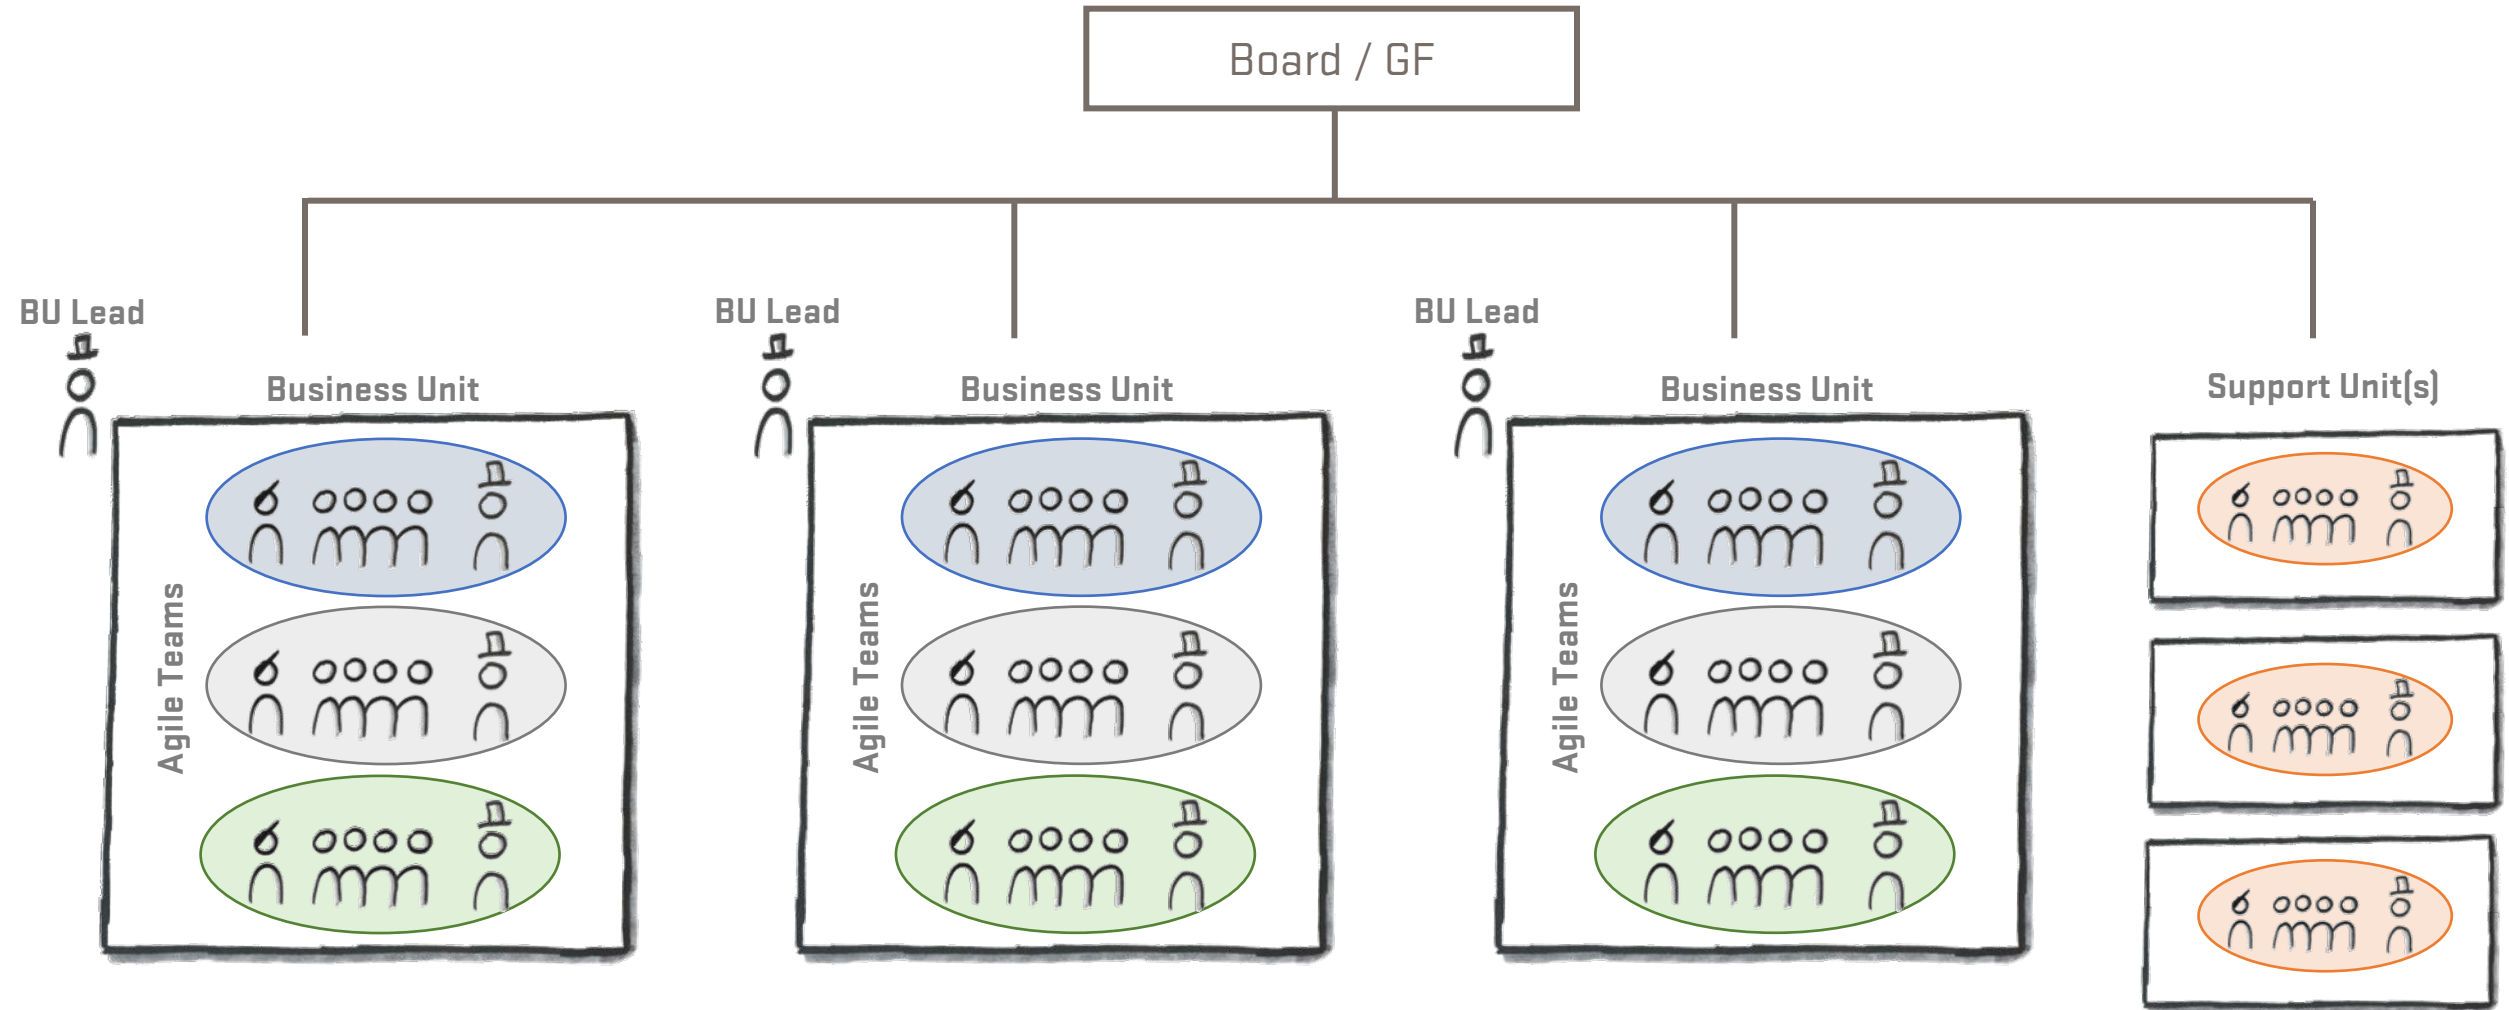 Board / GF
BU Lead
BU Lead
BU Lead
Business Unit
Business Unit
Business Unit
Support Unit(s)
Agile Teams
Agile Teams
Agile Teams